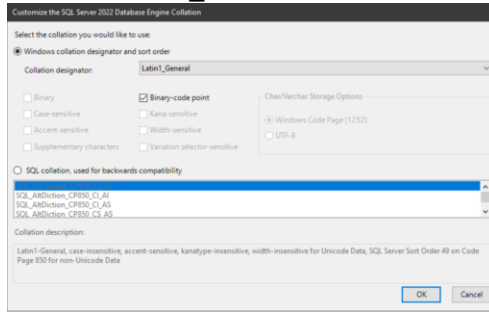 Customize the SQL Server 2022 Database Engine Collation
Select the collation you would like to use:
Windows collation designator and sort order
Collation designator: Latin1_General
Binary
Binary-code point
Char/Varchar Storage Options
Case-sensitive
Kana-sensitive
Windows Code Page (1252)
Accent-sensitive
Width-sensitive
UTF-8
Supplementary characters
Variation selector-sensitive
SQL collation, used for backwards compatibility
SQL_AltDiction_CP850_CI_AI
SQL_AltDiction_CP850_CI_AS
SQL_AltDiction_CP850_CS_AS
Collation description:
Latin1-General, case-insensitive, accent-sensitive, kanatype-insensitive, width-insensitive for Unicode Data, SQL Server Sort Order 49 on Code
Page 850 for non-Unicode Data
OK Cancel